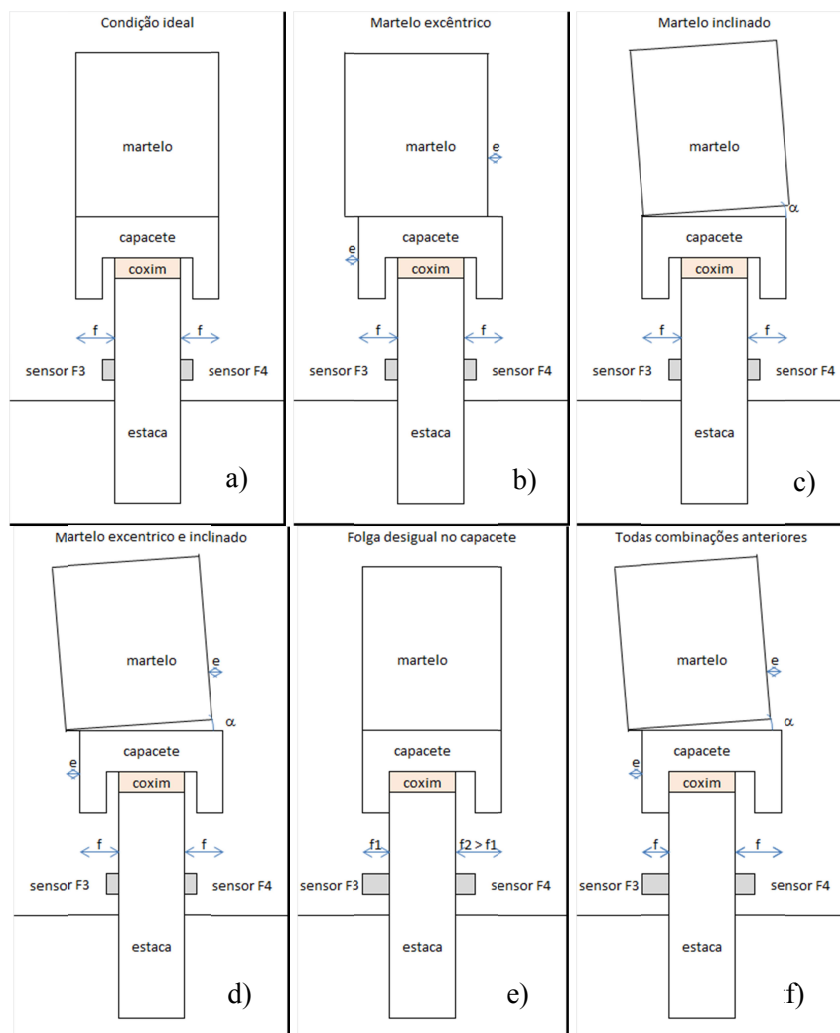 Condição ideal
martelo
capacete
coxim
f f
sensor F3 sensor F4
estaca
a)
Martelo excêntrico
martelo
e
capacete
e
coxim
f f
sensor F3 sensor F4
estaca
b)
Martelo inclinado
martelo
α
capacete
coxim
f f
sensor F3 sensor F4
estaca
c)
Martelo excentrico e inclinado
martelo
e
α
capacete
e
coxim
f f
sensor F3 sensor F4
estaca
d)
Folga desigual no capacete
martelo
capacete
coxim
f1 f2 > f1
sensor F3 sensor F4
estaca
e)
Todas combinações anteriores
martelo
e
α
capacete
e
coxim
f f
sensor F3 sensor F4
estaca
f)